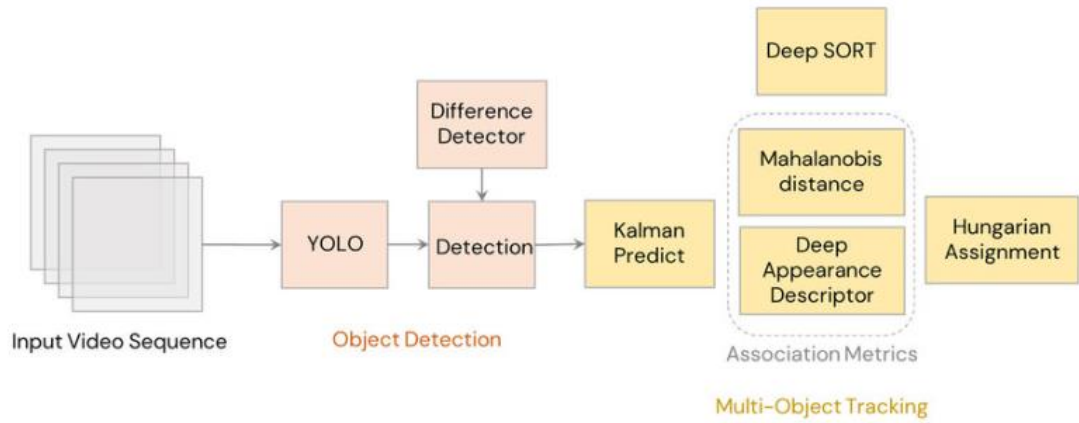 Deep SORT
Difference
Detector
Mahalanobis
distance
YOLO
Detection
Kalman
Predict
Deep
Appearance
Descriptor
Hungarian
Assignment
Input Video Sequence
Object Detection
Association Metrics
Multi-Object Tracking